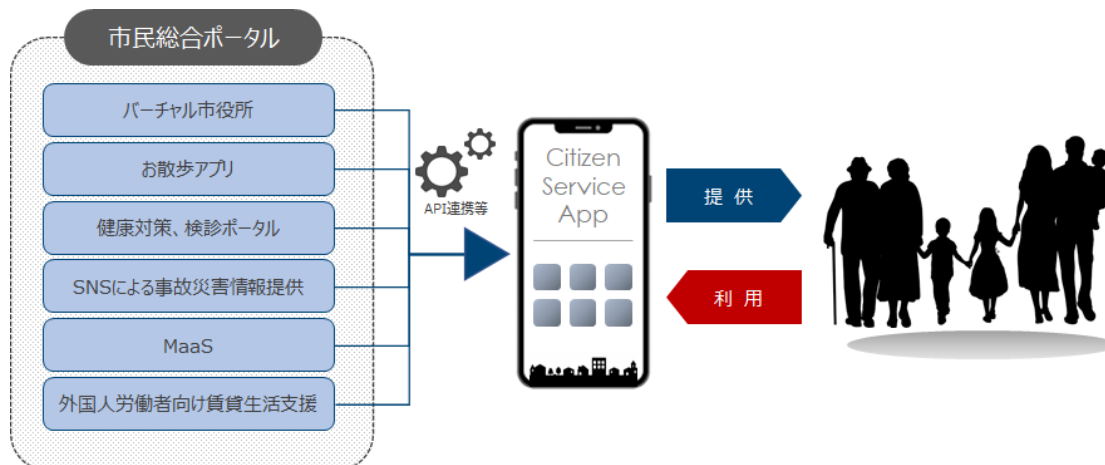 市民総合ポータル
バーチャル市役所
お散歩アプリ
健康対策、検診ポータル
SNSによる事故災害情報提供
MaaS
外国人労働者向け賃貸生活支援
API連携等
Citizen
Service
App
提 供
利 用